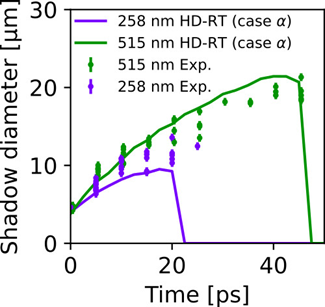 Shadow diameter [μm]
30
20
10
0
258 nm HD-RT (case α)
515 nm HD-RT (case α)
515 nm Exp.
258 nm Exp.
0
20
40
Time [ps]